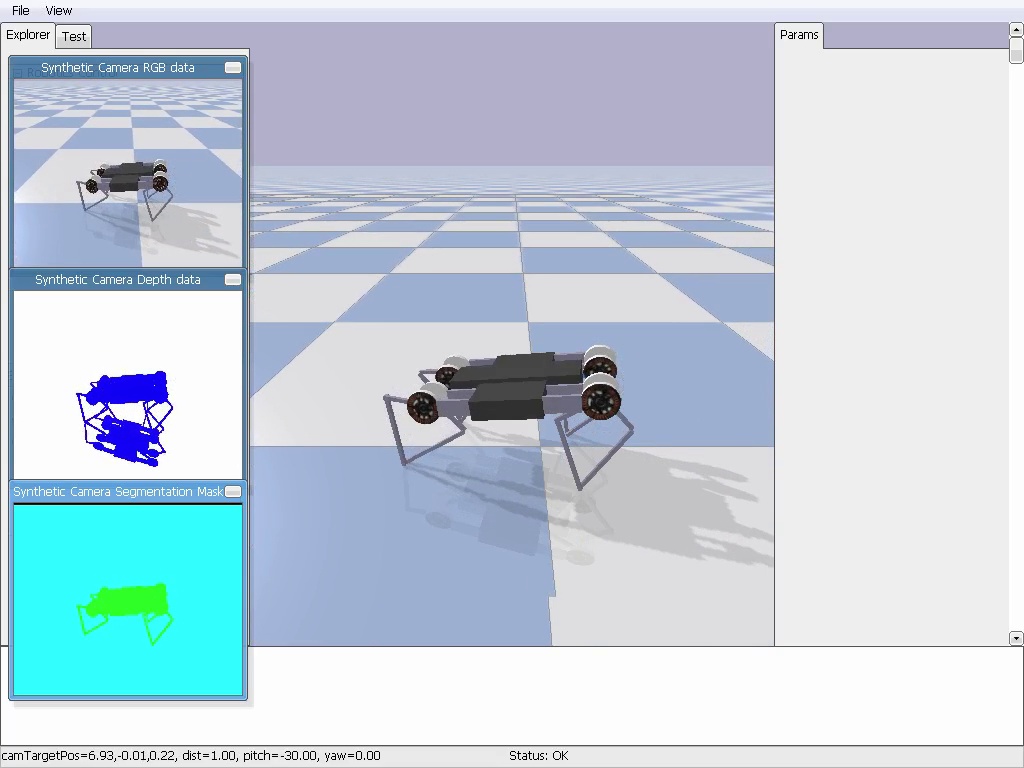 File View
Explorer Test
Params
Synthetic Camera RGB data
Synthetic Camera Depth data
Synthetic Camera Segmentation Mask
camTargetPos=6.93,-0.01,0.22, dist=1.00, pitch=-30.00, yaw=0.00 Status: OK